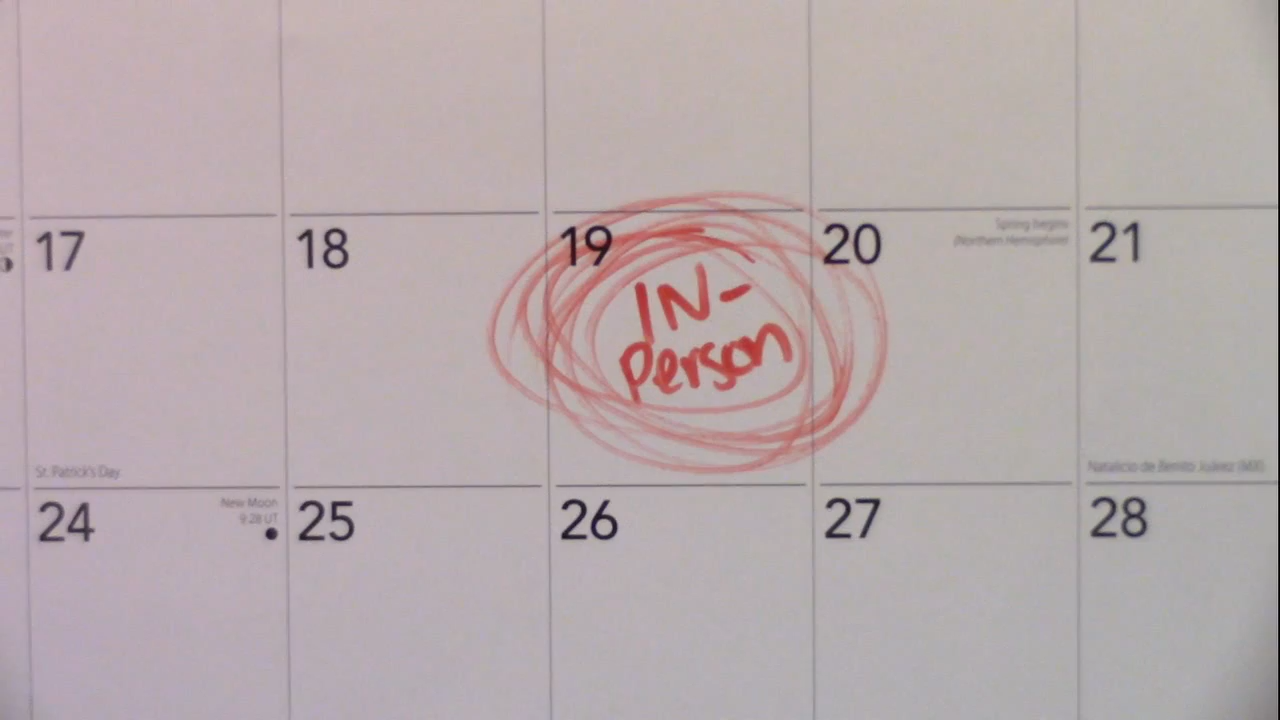 17
18
19
20
Spring begins
(Northern Hemisphere)
21
IN-
Person
St. Patrick's Day
Natalicio de Benito Juárez (MX)
24
New Moon
9:28 UT
25
26
27
28